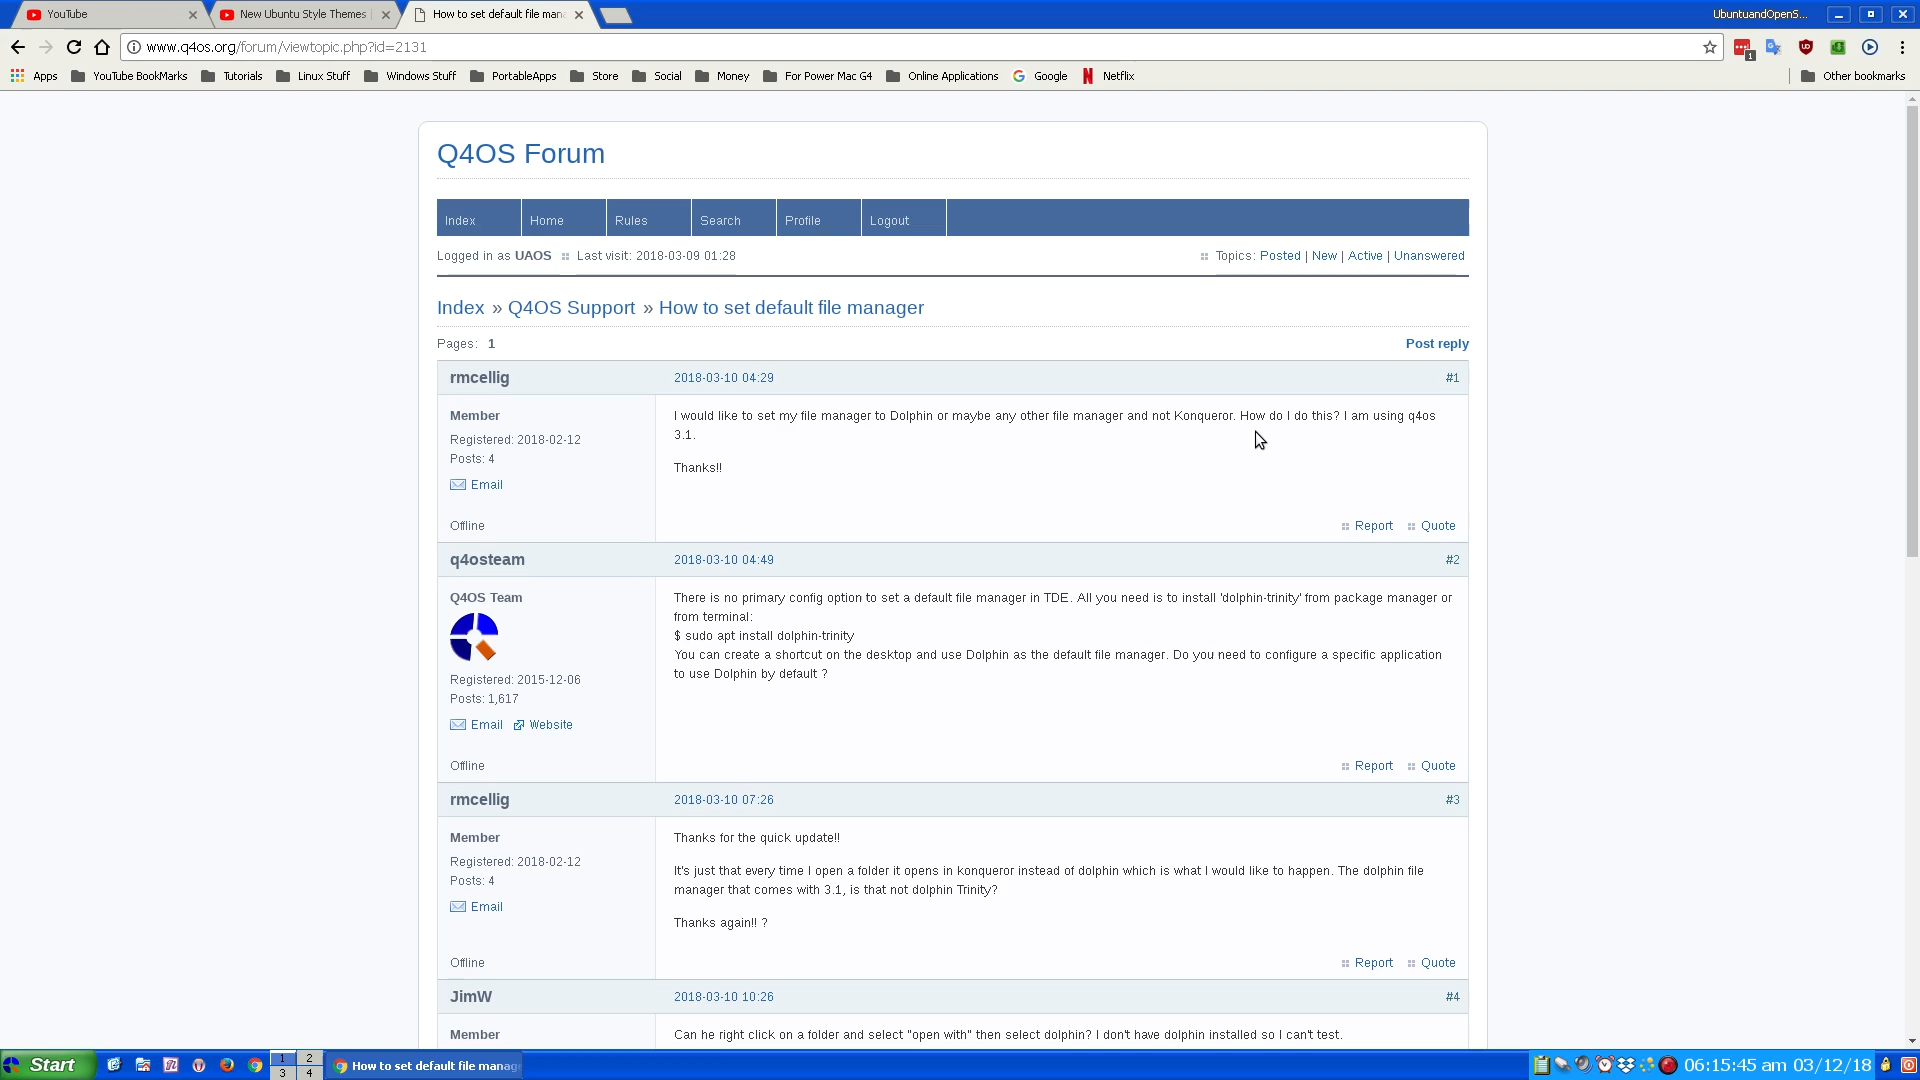 YouTube
New Ubuntu Style Themes
How to set default file man
UbuntuandOpenS...
www.q4os.org/forum/viewtopic.php?id=2131
1
Apps YouTube BookMarks Tutorials Linux Stuff Windows Stuff PortableApps Store Social Money For Power Mac G4 Online Applications Google Netflix Other bookmarks
Q4OS Forum
Index Home Rules Search Profile Logout
Logged in as UAOS Last visit: 2018-03-09 01:28
Topics: Posted | New | Active | Unanswered
Index » Q4OS Support » How to set default file manager
Pages: 1
Post reply
rmcellig 2018-03-10 04:29 #1
Member
Registered: 2018-02-12
Posts: 4
Email
Offline
I would like to set my file manager to Dolphin or maybe any other file manager and not Konqueror. How do I do this? I am using q4os
3.1.
Thanks!!
Report Quote
q4osteam 2018-03-10 04:49 #2
Q4OS Team
Registered: 2015-12-06
Posts: 1,617
Email Website
Offline
There is no primary config option to set a default file manager in TDE. All you need is to install 'dolphin-trinity' from package manager or
from terminal:
$ sudo apt install dolphin-trinity
You can create a shortcut on the desktop and use Dolphin as the default file manager. Do you need to configure a specific application
to use Dolphin by default ?
Report Quote
rmcellig 2018-03-10 07:26 #3
Member
Registered: 2018-02-12
Posts: 4
Email
Offline
Thanks for the quick update!!
It's just that every time I open a folder it opens in konqueror instead of dolphin which is what I would like to happen. The dolphin file
manager that comes with 3.1, is that not dolphin Trinity?
Thanks again!! ?
Report Quote
JimW 2018-03-10 10:26 #4
Member
Can he right click on a folder and select "open with" then select dolphin? I don't have dolphin installed so I can't test.
Start
1 2
3 4
How to set default file manag
06:15:45 am 03/12/18